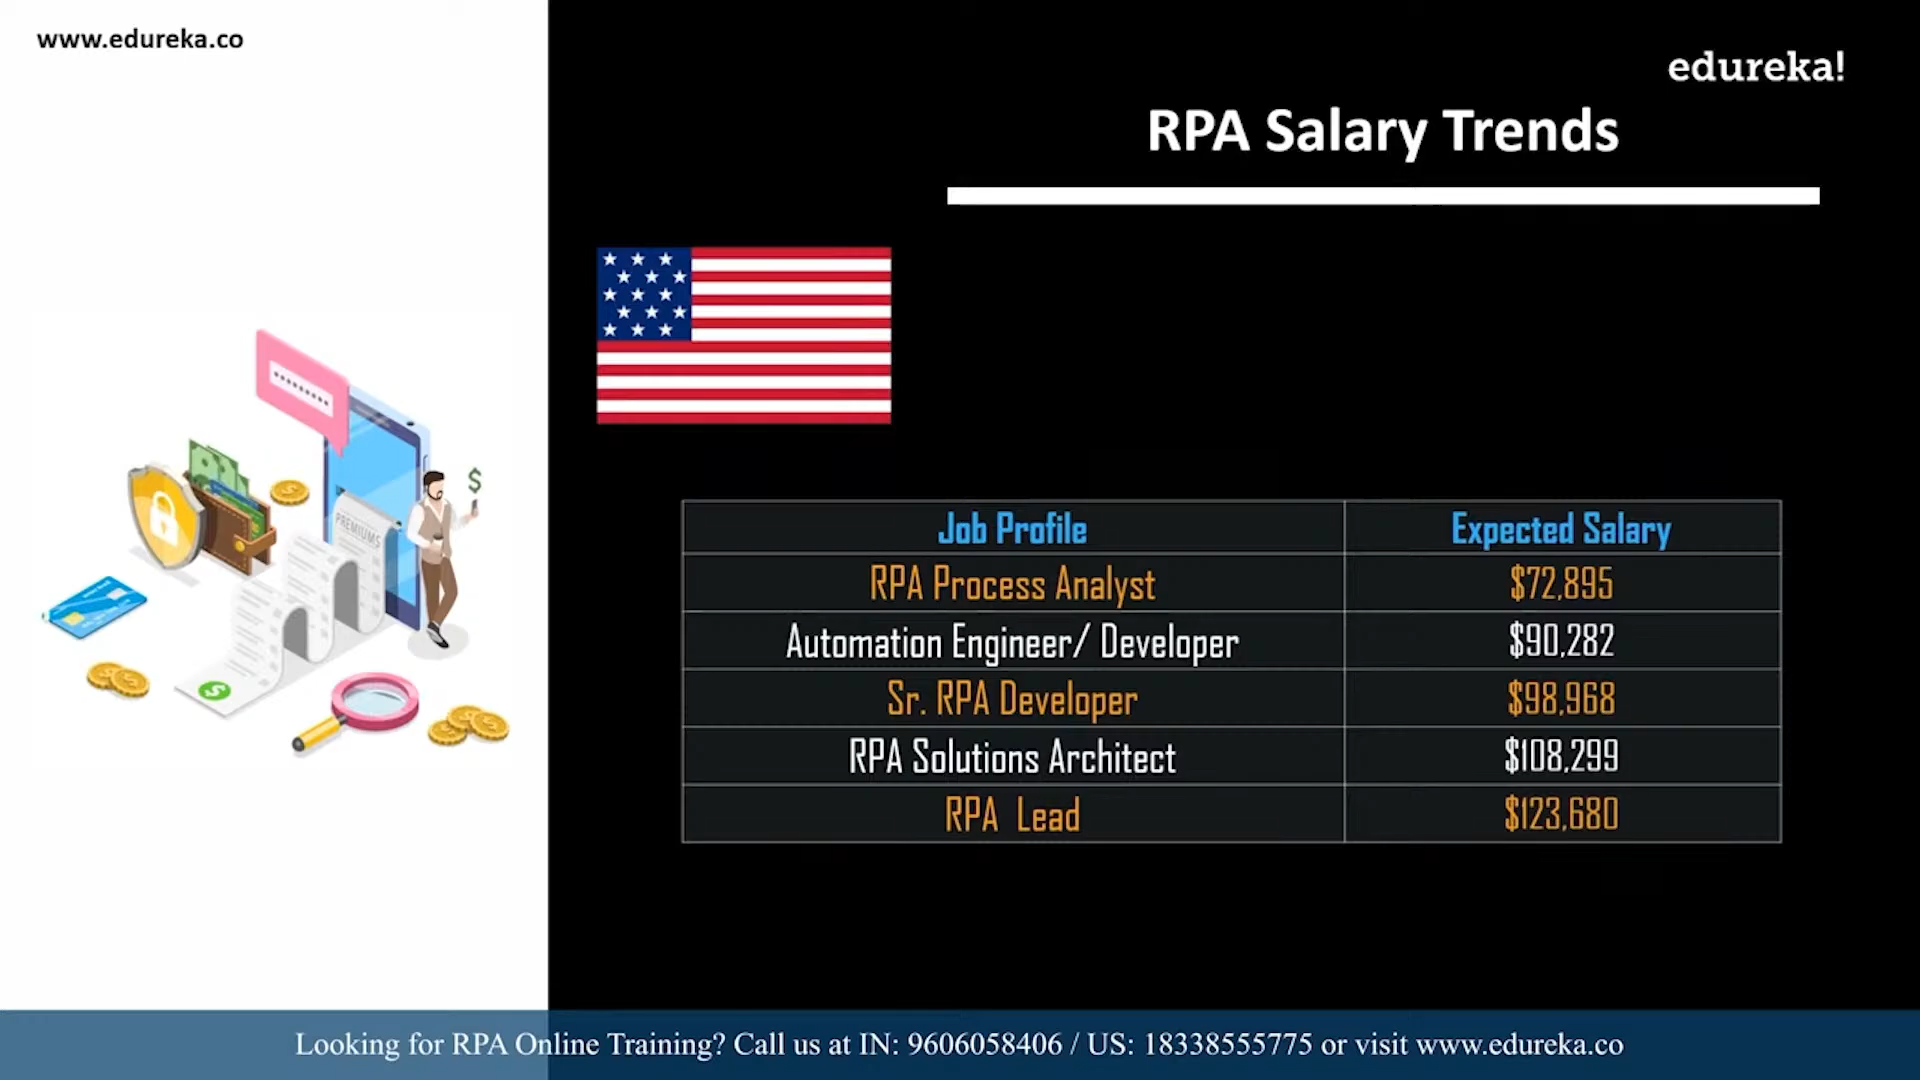 www.edureka.co
edureka!
RPA Salary Trends
PREMIUMS
Job Profile Expected Salary
RPA Process Analyst $72,895
Automation Engineer/ Developer $90,282
Sr. RPA Developer $98,968
RPA Solutions Architect $108,299
RPA Lead $123,680
Looking for RPA Online Training? Call us at IN: 9606058406 / US: 18338555775 or visit www.edureka.co